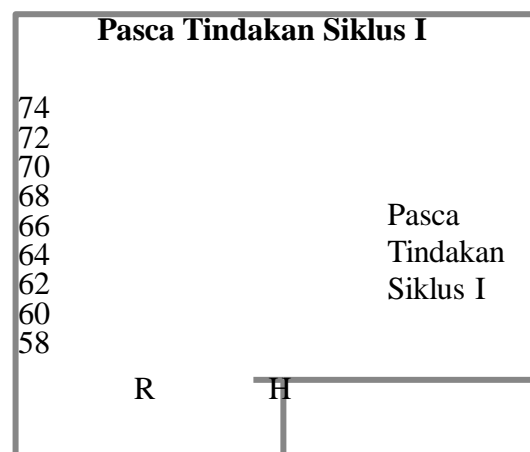 Pasca Tindakan Siklus I
74
72
70
68
66
64
62
60
58
Pasca
Tindakan
Siklus I
R H